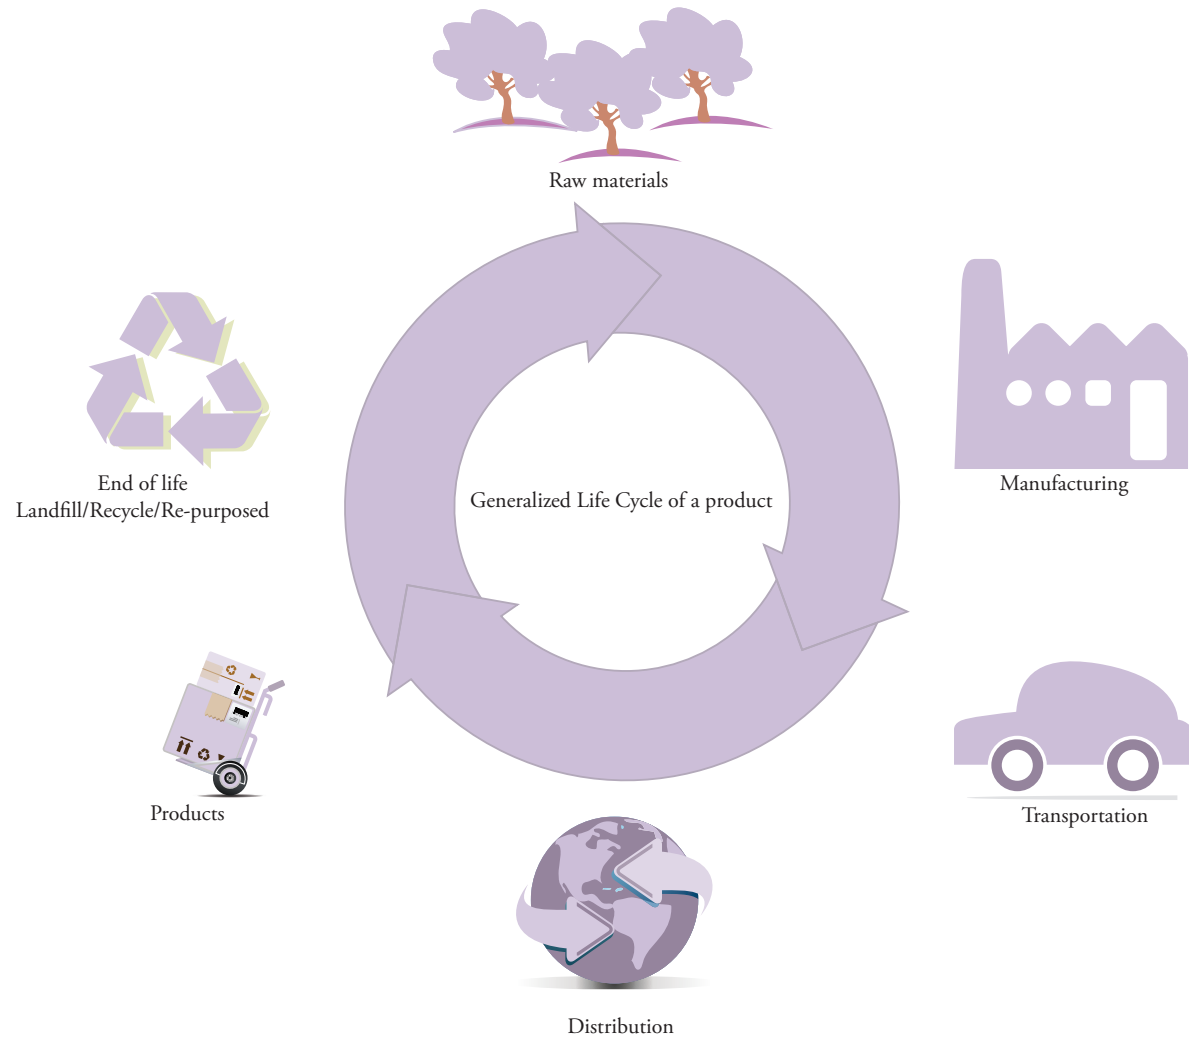 Raw materials
End of life
Landfill/Recycle/Re-purposed
Manufacturing
Generalized Life Cycle of a product
Products
Transportation
Distribution